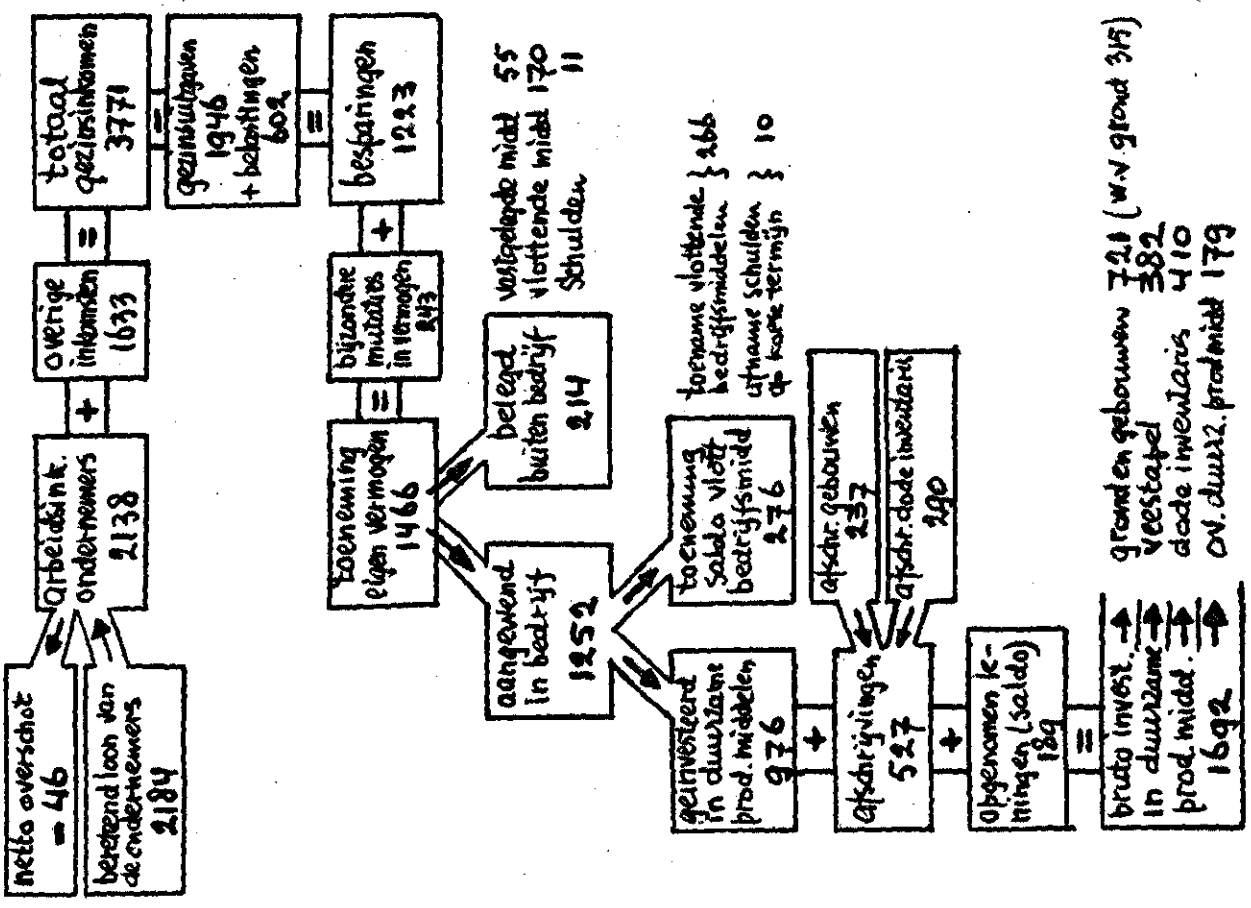 netto overschot
- 46
berekend loon van
de ondernemers
2184
arbeidsink.
ondernemers
2138
+
overige
inkomsten
1633
=
totaal
gezinsinkomen
3771
=
gezinsuitgaven
1946
+ belastingen
602
=
besparingen
1223
+
bijzondere
mutaties
in vermogen
243
=
toeneming
eigen vermogen
1466
belegd
buiten bedrijf
214
vastgelegde midd 55
vlottende midd 170
Schulden 11
aangewend
in bedrijf
1252
toeneming
Saldo vlott
bedrijfsmidd
276
toename vlottende
bedrijfsmiddelen } 266
afname schulden
op korte termijn } 10
geïnvesteerd
in duurzame
prod. middelen
976
+
afschrijvingen
527
afschr. gebouwen
237
afschr. dode inventaris
290
+
opgenomen le-
ningen (saldo)
189
=
bruto invest.
in duurzame
prod. midd.
1692
grond en gebouwen 721 (w.v. grond 315)
veestapel 382
dode inventaris 410
ov. duurz. prod midd 179